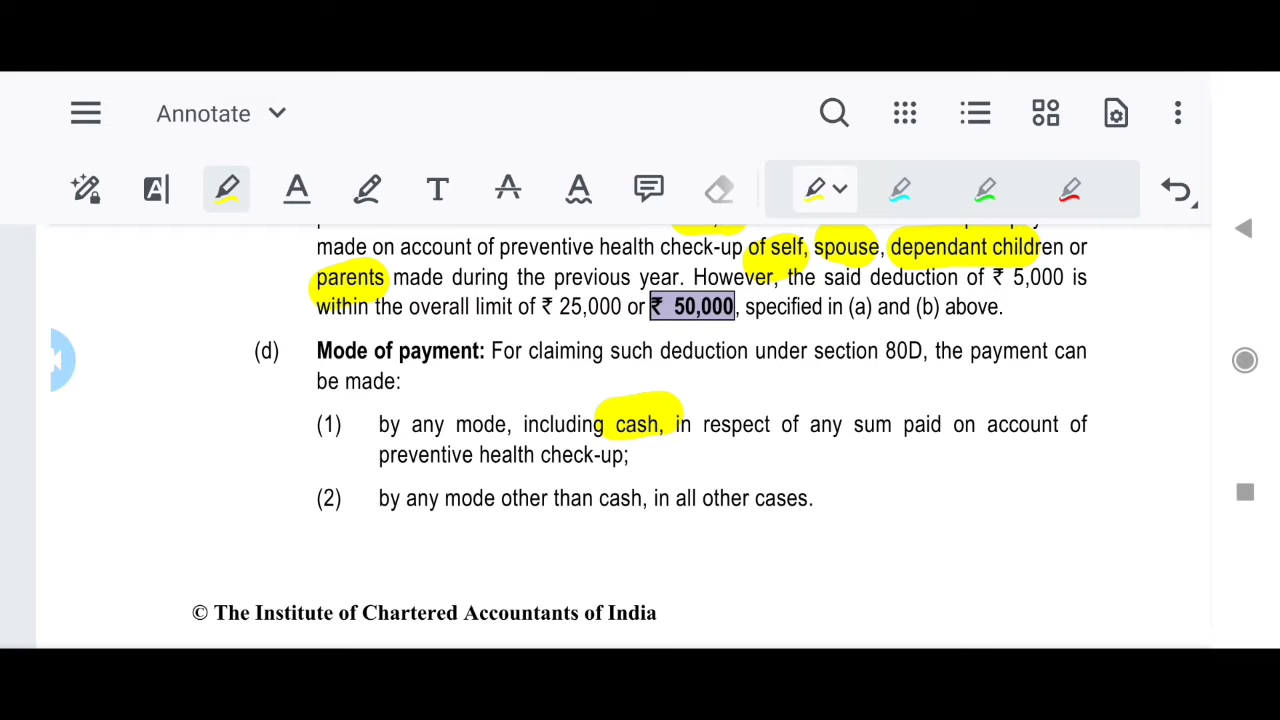 Annotate
made on account of preventive health check-up of self, spouse, dependant children or
parents made during the previous year. However, the said deduction of ₹ 5,000 is
within the overall limit of ₹ 25,000 or ₹ 50,000, specified in (a) and (b) above.
(d) Mode of payment: For claiming such deduction under section 80D, the payment can
be made:
(1) by any mode, including cash, in respect of any sum paid on account of
preventive health check-up;
(2) by any mode other than cash, in all other cases.
© The Institute of Chartered Accountants of India